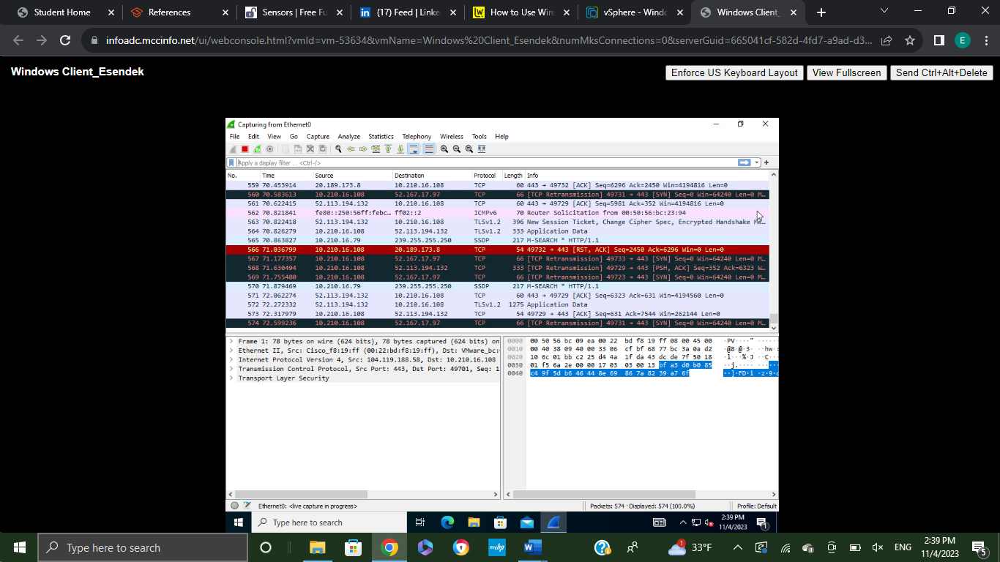 Student Home
References
Sensors | Free Fu
(17) Feed | Linke
How to Use Wire
vSphere - Windo
Windows Client_
infoadc.mccinfo.net/ui/webconsole.html?vmId=vm-53634&vmName=Windows%20Client_Esendek&numMksConnections=0&serverGuid=665041cf-582d-4fd7-a9ad-d3...
E
Windows Client_Esendek
Enforce US Keyboard Layout
View Fullscreen
Send Ctrl+Alt+Delete
Capturing from Ethernet0
File Edit View Go Capture Analyze Statistics Telephony Wireless Tools Help
Apply a display filter ... <Ctrl-/>
No. Time Source Destination Protocol Length Info
559 70.453914 20.189.173.8 10.210.16.108 TCP 60 443 → 49732 [ACK] Seq=6296 Ack=2450 Win=4194816 Len=0
560 70.583613 10.210.16.108 52.167.17.97 TCP 66 [TCP Retransmission] 49731 → 443 [SYN] Seq=0 Win=64240 Len=0 M…
561 70.622415 52.113.194.132 10.210.16.108 TCP 60 443 → 49729 [ACK] Seq=5981 Ack=352 Win=4194816 Len=0
562 70.821841 fe80::250:56ff:febc… ff02::2 ICMPv6 70 Router Solicitation from 00:50:56:bc:23:94
563 70.822418 52.113.194.132 10.210.16.108 TLSv1.2 396 New Session Ticket, Change Cipher Spec, Encrypted Handshake Me…
564 70.826279 10.210.16.108 52.113.194.132 TLSv1.2 333 Application Data
565 70.863827 10.210.16.79 239.255.255.250 SSDP 217 M-SEARCH * HTTP/1.1
566 71.036799 10.210.16.108 20.189.173.8 TCP 54 49732 → 443 [RST, ACK] Seq=2450 Ack=6296 Win=0 Len=0
567 71.177357 10.210.16.108 52.167.17.97 TCP 66 [TCP Retransmission] 49733 → 443 [SYN] Seq=0 Win=64240 Len=0 M…
568 71.630494 10.210.16.108 52.113.194.132 TCP 333 [TCP Retransmission] 49729 → 443 [PSH, ACK] Seq=352 Ack=6323 W…
569 71.755480 10.210.16.108 52.167.17.97 TCP 66 [TCP Retransmission] 49723 → 443 [SYN] Seq=0 Win=64240 Len=0 M…
570 71.879469 10.210.16.79 239.255.255.250 SSDP 217 M-SEARCH * HTTP/1.1
571 72.062274 52.113.194.132 10.210.16.108 TCP 60 443 → 49729 [ACK] Seq=6323 Ack=631 Win=4194560 Len=0
572 72.272332 52.113.194.132 10.210.16.108 TLSv1.2 1275 Application Data
573 72.317979 10.210.16.108 52.113.194.132 TCP 54 49729 → 443 [ACK] Seq=631 Ack=7544 Win=262144 Len=0
574 72.599236 10.210.16.108 52.167.17.97 TCP 66 [TCP Retransmission] 49731 → 443 [SYN] Seq=0 Win=64240 Len=0 M…
Frame 1: 78 bytes on wire (624 bits), 78 bytes captured (624 bits) on
Ethernet II, Src: Cisco_f8:19:ff (00:22:bd:f8:19:ff), Dst: VMware_bc:
Internet Protocol Version 4, Src: 104.119.188.58, Dst: 10.210.16.108
Transmission Control Protocol, Src Port: 443, Dst Port: 49701, Seq: 1
Transport Layer Security
0000 00 50 56 bc 09 ea 00 22 bd f8 19 ff 08 00 45 00 ·PV····" ······
0010 00 40 38 09 40 00 33 06 cf bf 68 77 bc 3a 0a d2 ·@8·@·3· ··hw·:
0020 10 6c 01 bb c2 25 d4 4a 1f da 43 dc de 7f 50 18 ·l···%·J ··C···
0030 01 f5 6a 2e 00 00 17 03 03 00 13 bf a3 d0 b0 85 ··j.···· ······
0040 c4 9f 5d b6 46 44 8e 69 86 7a 82 39 a7 6f ··]·FD·i ·z·9·o
Ethernet0: <live capture in progress>
Packets: 574 · Displayed: 574 (100.0%)
Profile: Default
Type here to search
2:39 PM
11/4/2023
1
Type here to search
myhp
1
33°F
ENG
2:39 PM
11/4/2023
5